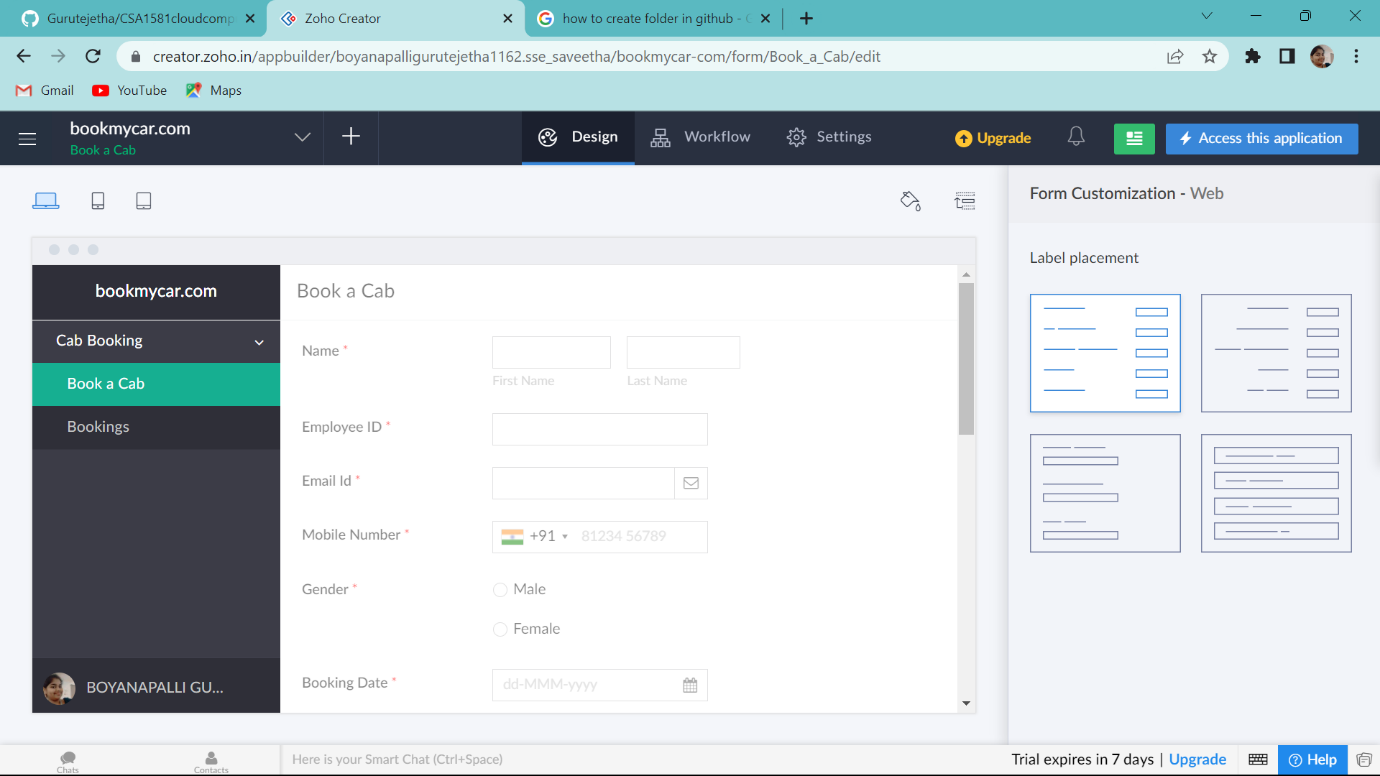 Gurutejetha/CSA1581cloudcomp
Zoho Creator
how to create folder in github - G
creator.zoho.in/appbuilder/boyanapalligurutejetha1162.sse_saveetha/bookmycar-com/form/Book_a_Cab/edit
Gmail
YouTube
Maps
bookmycar.com
Book a Cab
Design
Workflow
Settings
Upgrade
Access this application
Form Customization - Web
Label placement
bookmycar.com
Cab Booking
Book a Cab
Bookings
BOYANAPALLI GU...
Book a Cab
Name *
First Name
Last Name
Employee ID *
Email Id *
Mobile Number *
+91
81234 56789
Gender *
Male
Female
Booking Date *
dd-MMM-yyyy
Chats
Contacts
Here is your Smart Chat (Ctrl+Space)
Trial expires in 7 days | Upgrade
Help